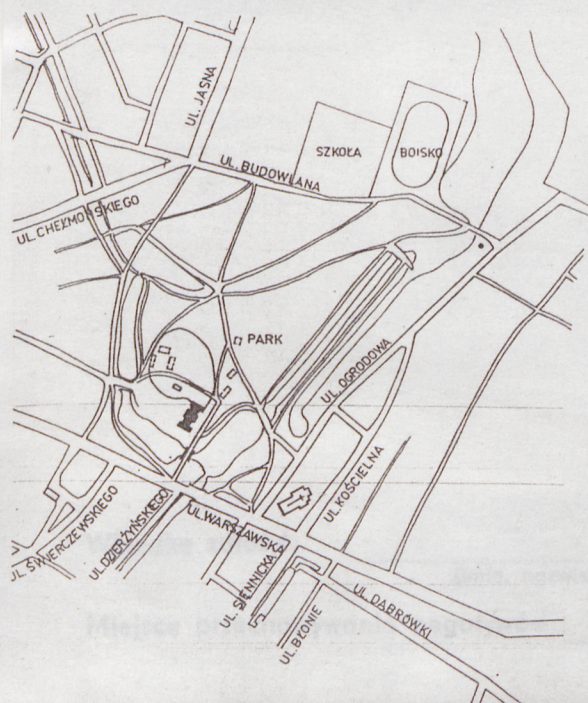 UL. JASNA
SZKOŁA
BOISKO
UL. BUDOWLANA
UL. CHEŁMOŃSKIEGO
PARK
UL. OGRODOWA
UL. KOŚCIELNA
UL. ŚWIERCZEWSKIEGO
UL. DZIERŻYŃSKIEGO
UL. WARSZAWSKA
UL. SIENNICKA
UL. BŁONIE
UL. DĄBRÓWKI
Miejsce